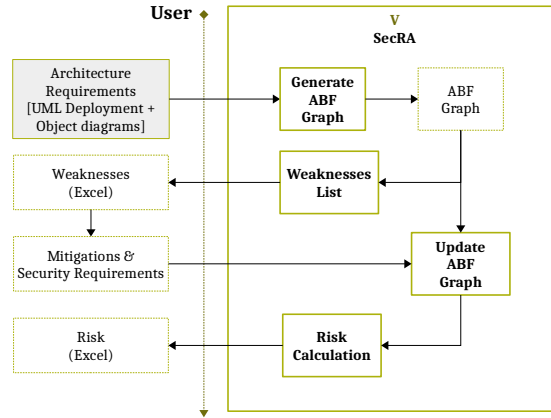 User
V
SecRA
Architecture
Requirements
[UML Deployment +
Object diagrams]
Generate
ABF
Graph
ABF
Graph
Weaknesses
(Excel)
Weaknesses
List
Mitigations &
Security Requirements
Update
ABF
Graph
Risk
(Excel)
Risk
Calculation